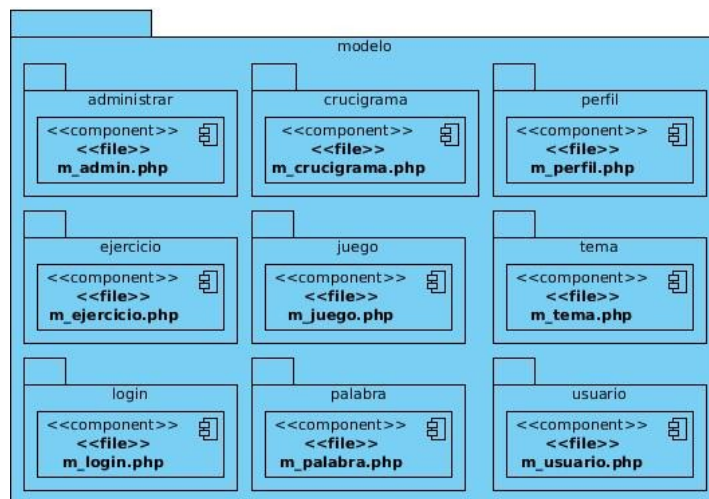 modelo
administrar
<<component>>
<<file>>
m_admin.php
crucigrama
<<component>>
<<file>>
m_crucigrama.php
perfil
<<component>>
<<file>>
m_perfil.php
ejercicio
<<component>>
<<file>>
m_ejercicio.php
juego
<<component>>
<<file>>
m_juego.php
tema
<<component>>
<<file>>
m_tema.php
login
<<component>>
<<file>>
m_login.php
palabra
<<component>>
<<file>>
m_palabra.php
usuario
<<component>>
<<file>>
m_usuario.php